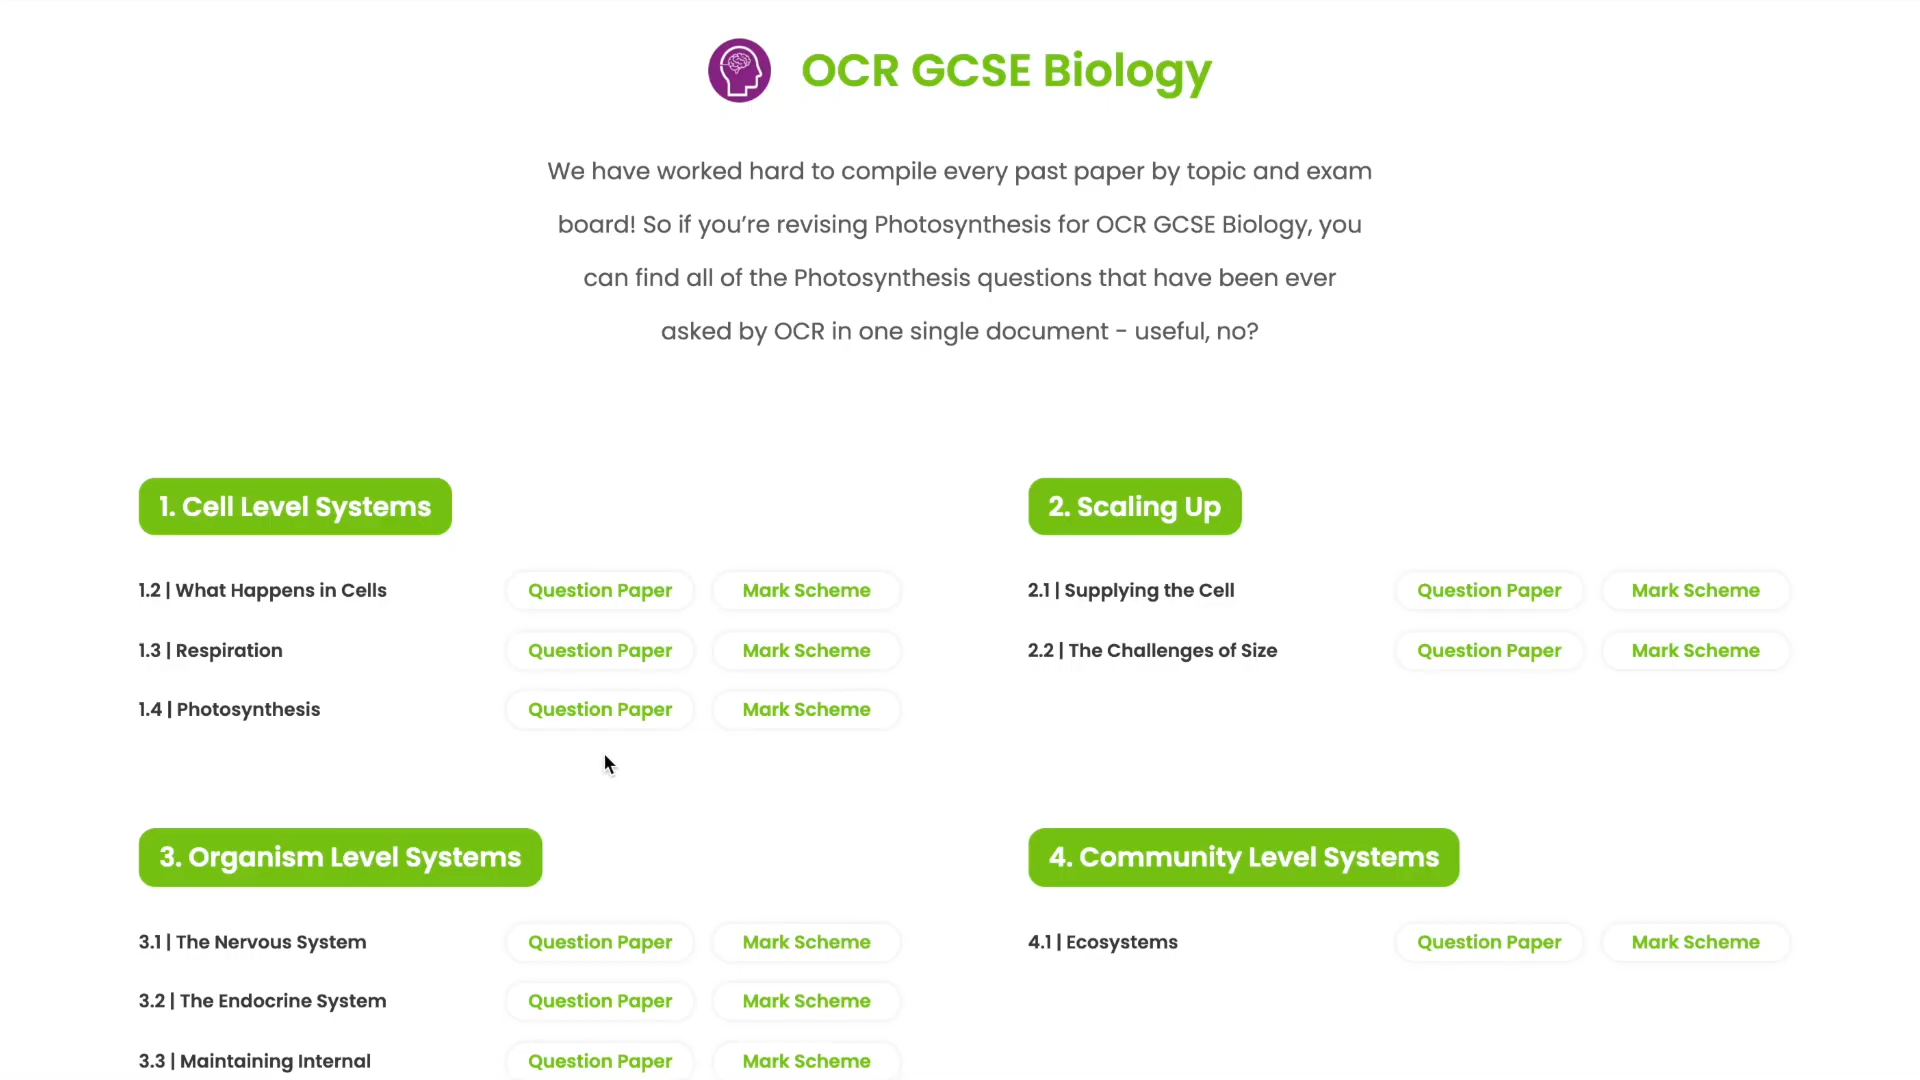 OCR GCSE Biology
We have worked hard to compile every past paper by topic and exam
board! So if you’re revising Photosynthesis for OCR GCSE Biology, you
can find all of the Photosynthesis questions that have been ever
asked by OCR in one single document - useful, no?
1. Cell Level Systems
1.2 | What Happens in Cells Question Paper Mark Scheme
1.3 | Respiration Question Paper Mark Scheme
1.4 | Photosynthesis Question Paper Mark Scheme
2. Scaling Up
2.1 | Supplying the Cell Question Paper Mark Scheme
2.2 | The Challenges of Size Question Paper Mark Scheme
3. Organism Level Systems
3.1 | The Nervous System Question Paper Mark Scheme
3.2 | The Endocrine System Question Paper Mark Scheme
3.3 | Maintaining Internal Question Paper Mark Scheme
4. Community Level Systems
4.1 | Ecosystems Question Paper Mark Scheme